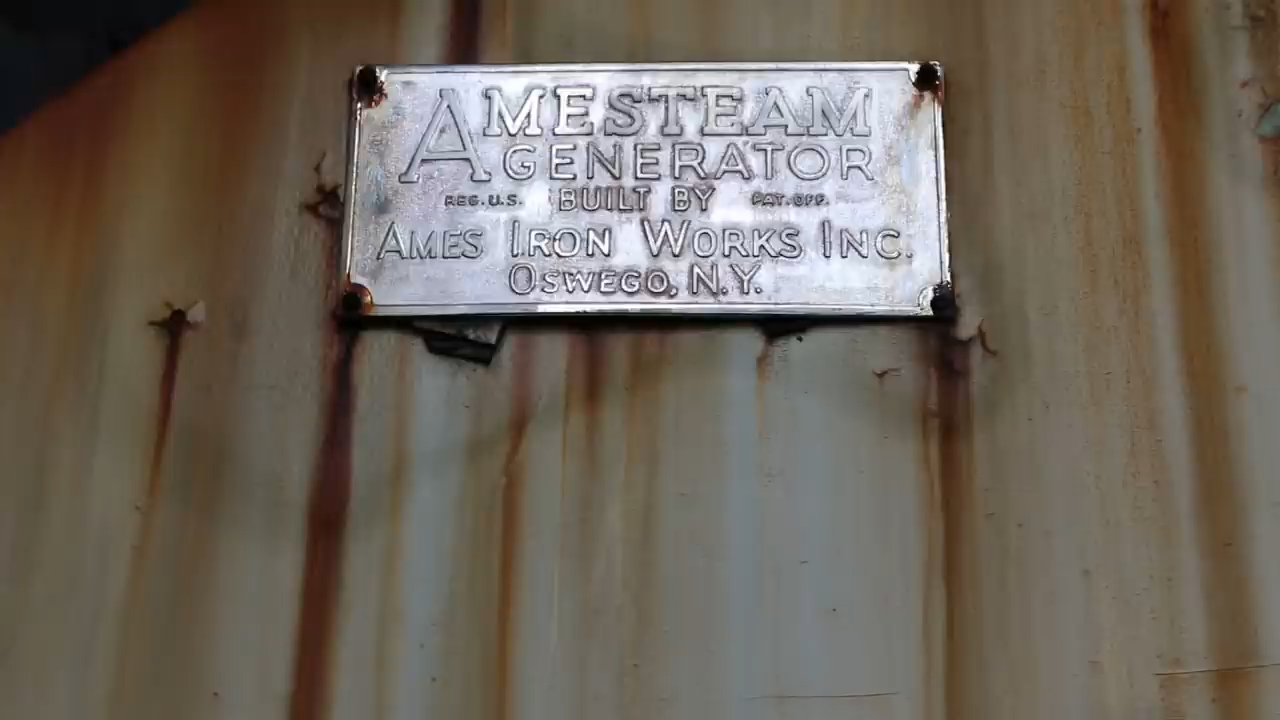 AMESTEAM
GENERATOR
REG. U.S. BUILT BY PAT. OFF.
AMES IRON WORKS INC.
OSWEGO, N.Y.